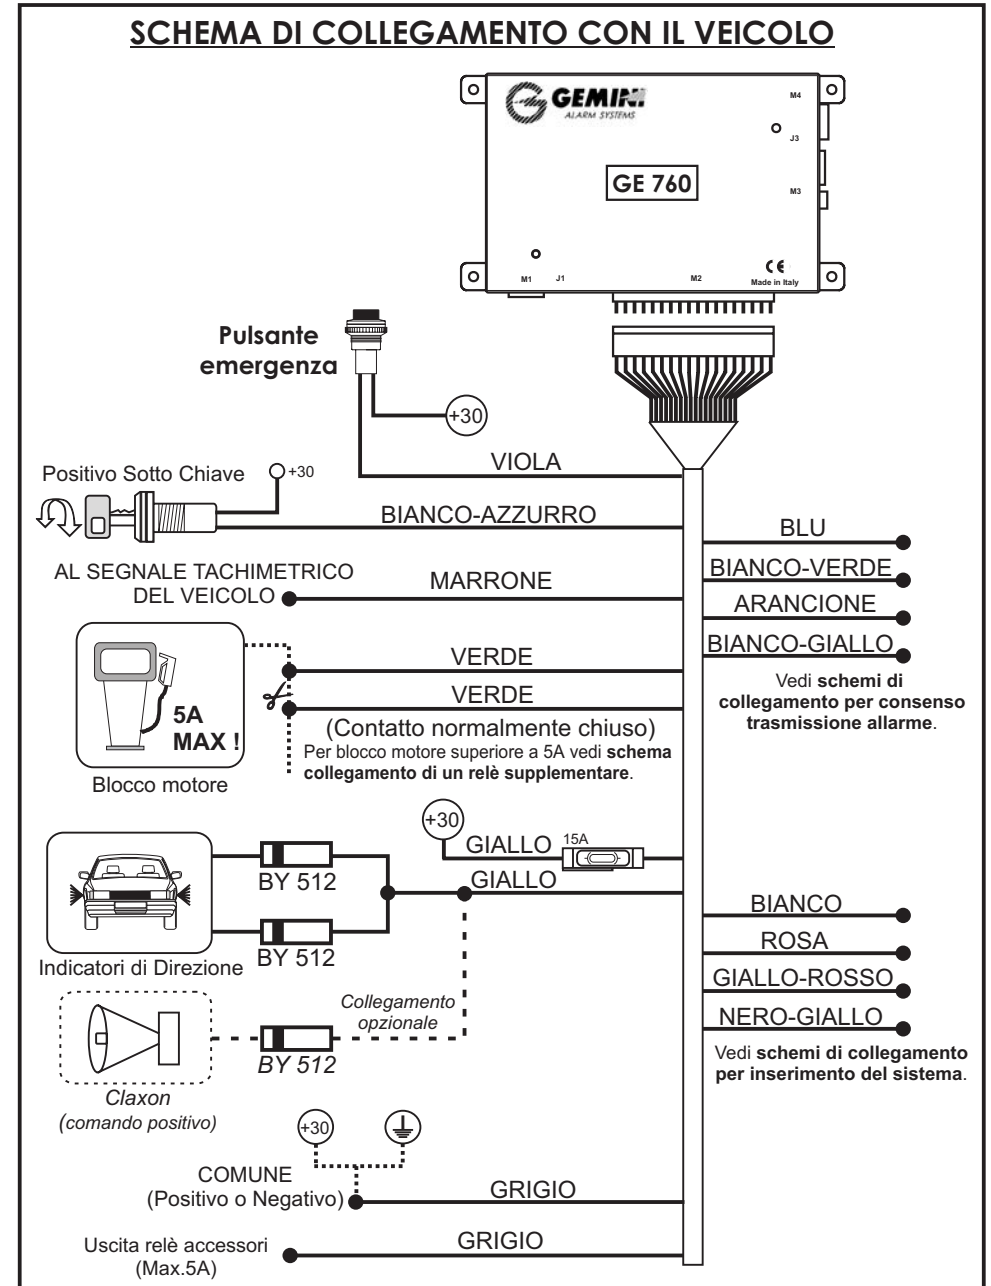 SCHEMA DI COLLEGAMENTO CON IL VEICOLO
GEMINI
ALARM SYSTEMS
M4
J3
GE 760
M3
M1
J1
M2
CE
Made in Italy
Pulsante
emergenza
+30
VIOLA
Positivo Sotto Chiave
+30
BIANCO-AZZURRO
BLU
AL SEGNALE TACHIMETRICO
DEL VEICOLO
MARRONE
BIANCO-VERDE
ARANCIONE
BIANCO-GIALLO
Vedi schemi di
collegamento per consenso
trasmissione allarme.
VERDE
VERDE
5A
MAX !
Blocco motore
(Contatto normalmente chiuso)
Per blocco motore superiore a 5A vedi schema
collegamento di un relè supplementare.
+30
GIALLO
15A
GIALLO
BY 512
BY 512
Indicatori di Direzione
Collegamento
opzionale
BY 512
Claxon
(comando positivo)
BIANCO
ROSA
GIALLO-ROSSO
NERO-GIALLO
Vedi schemi di collegamento
per inserimento del sistema.
+30
COMUNE
(Positivo o Negativo)
GRIGIO
Uscita relè accessori
(Max.5A)
GRIGIO